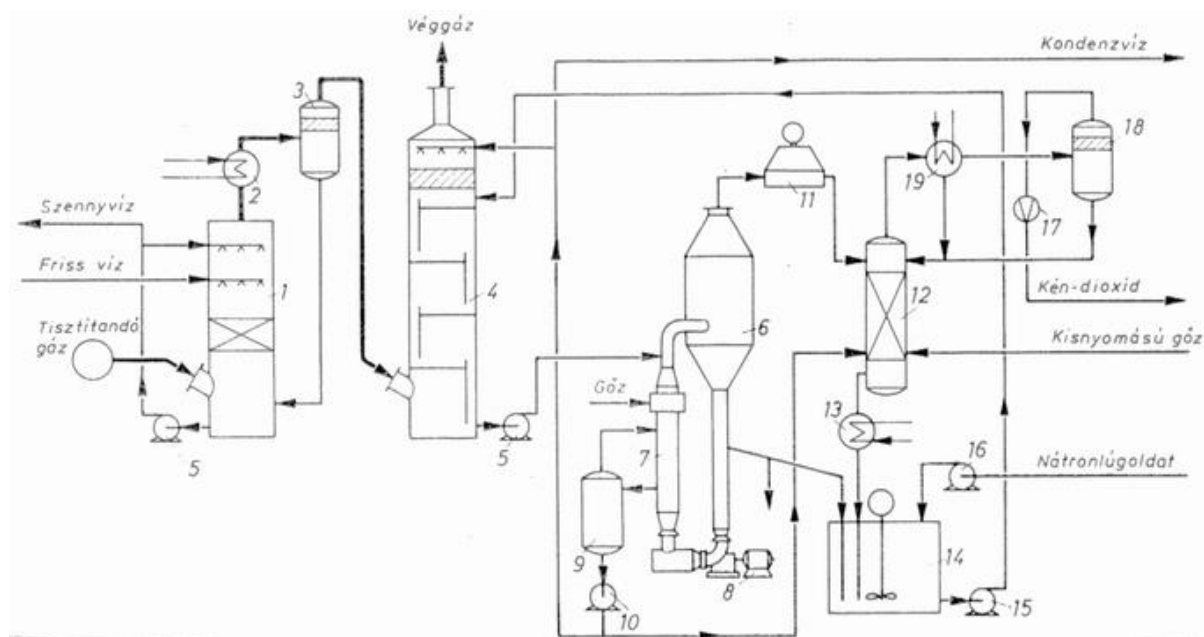 Véggáz
Kondenzvíz
3
18
2
19
11
17
Szennyvíz
Friss víz
1
4
12
Kén-dioxid
Tisztítandó
gáz
6
Kisnyomású gőz
Gőz
13
16
5
5
7
Nátronlúgoldat
9
8
14
10
15